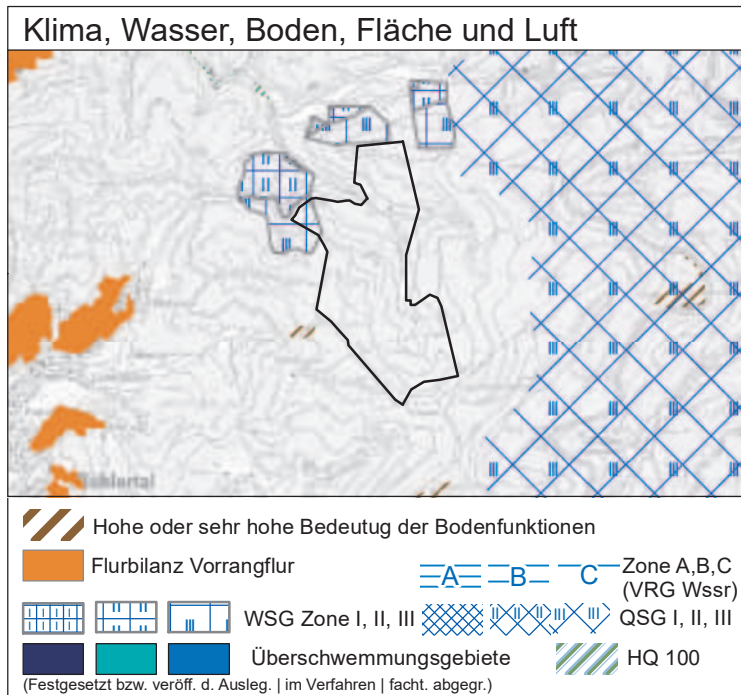 Klima, Wasser, Boden, Fläche und Luft
Hohe oder sehr hohe Bedeutug der Bodenfunktionen
Flurbilanz Vorrangflur
A B C Zone A,B,C
(VRG Wssr)
WSG Zone I, II, III
QSG I, II, III
Überschwemmungsgebiete
HQ 100
(Festgesetzt bzw. veröff. d. Ausleg. | im Verfahren | facht. abgegr.)